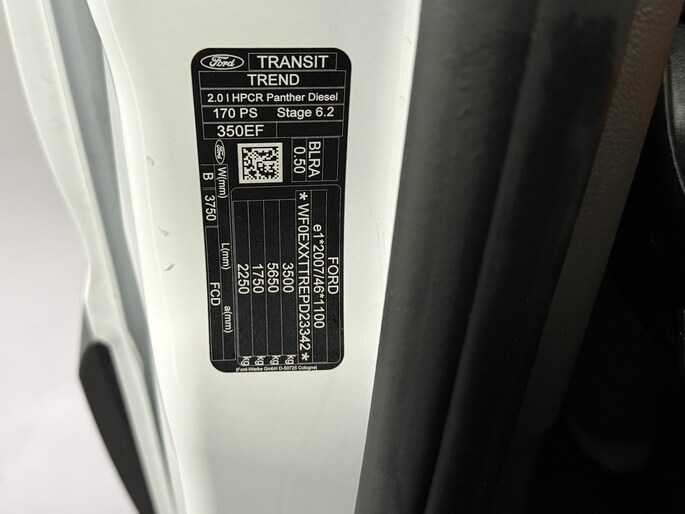 Ford TRANSIT
TREND
2.0 l HPCR Panther Diesel
170 PS Stage 6.2
350EF
Ford
BLRA
0.50
W(mm) L(mm) a(mm)
B 3750 FCD
FORD
e1*2007/46*1100
*WF0EXXTTREPD23342*
3500 kg
5650 kg
1750 kg
2250 kg
(Ford-Werke GmbH D-50725 Cologne)